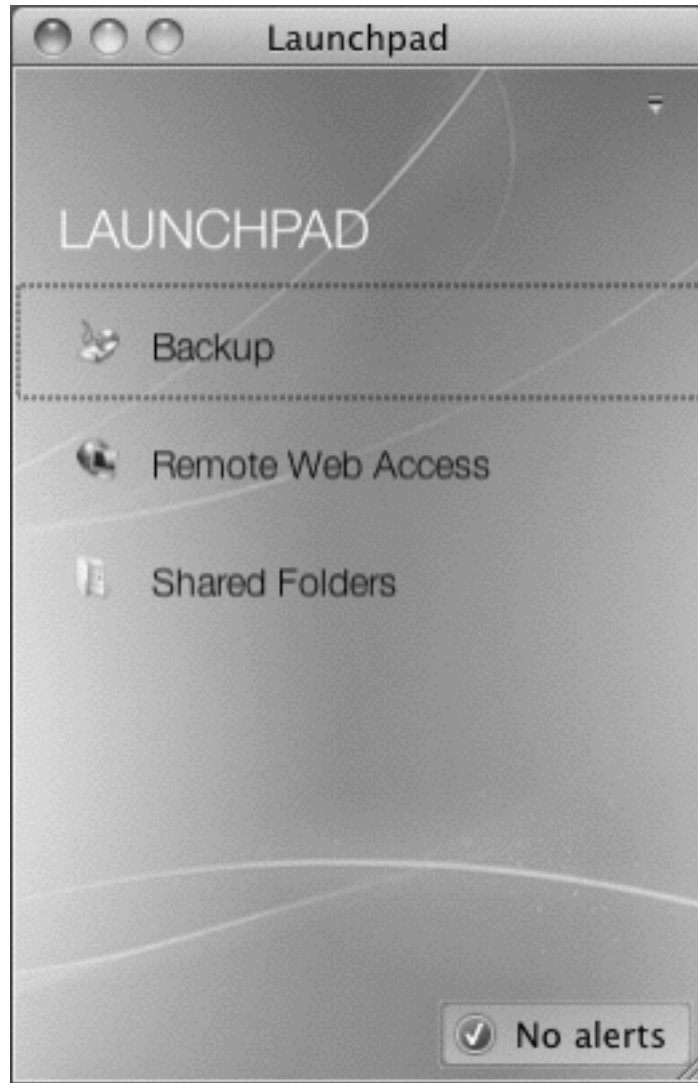 Launchpad
LAUNCHPAD
Backup
Remote Web Access
Shared Folders
No alerts